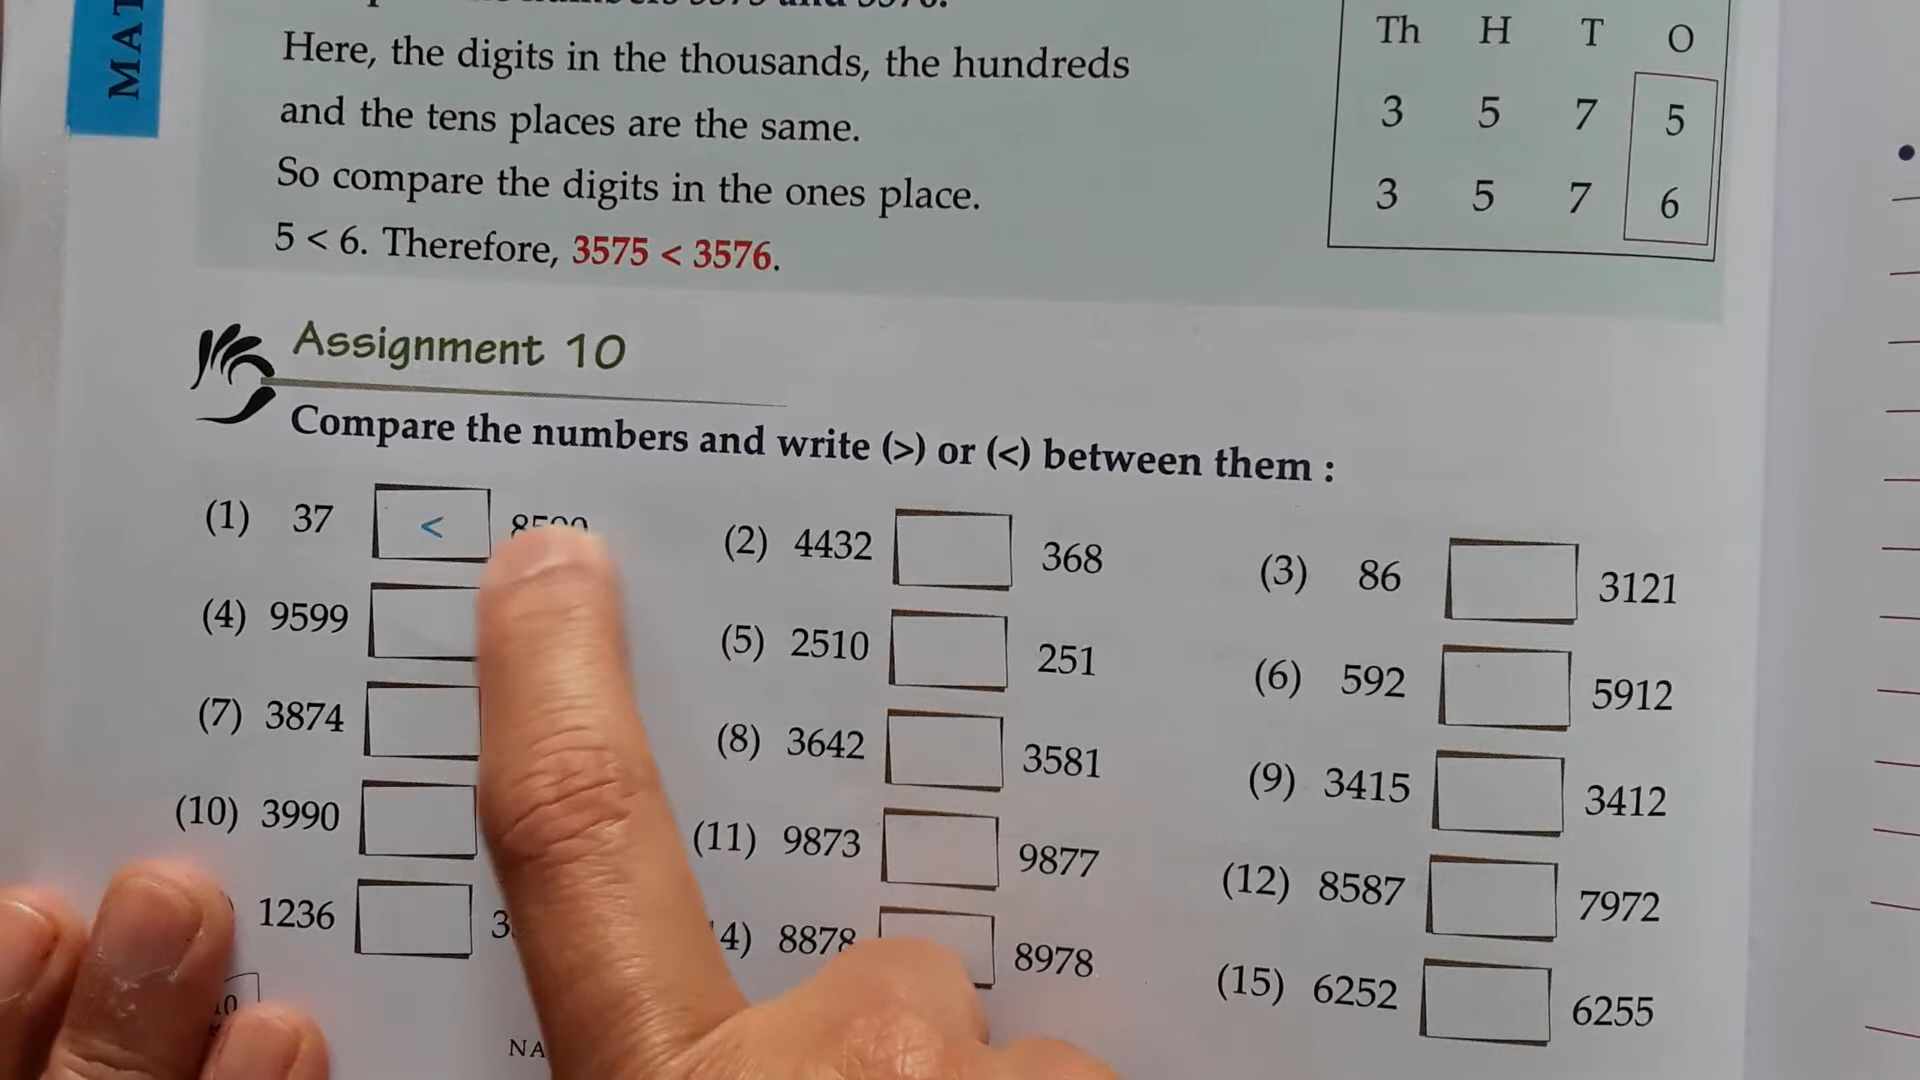 MAT
Here, the digits in the thousands, the hundreds
and the tens places are the same.
So compare the digits in the ones place.
5 < 6. Therefore, 3575 < 3576.
Th H T O
3 5 7 5
3 5 7 6
Assignment 10
Compare the numbers and write (>) or (<) between them :
(1) 37 <
(2) 4432 368
(3) 86 3121
(4) 9599
(5) 2510 251
(6) 592 5912
(7) 3874
(8) 3642 3581
(9) 3415 3412
(10) 3990
(11) 9873 9877
(12) 8587 7972
1236 3
4) 8878 8978
(15) 6252 6255
10
NA